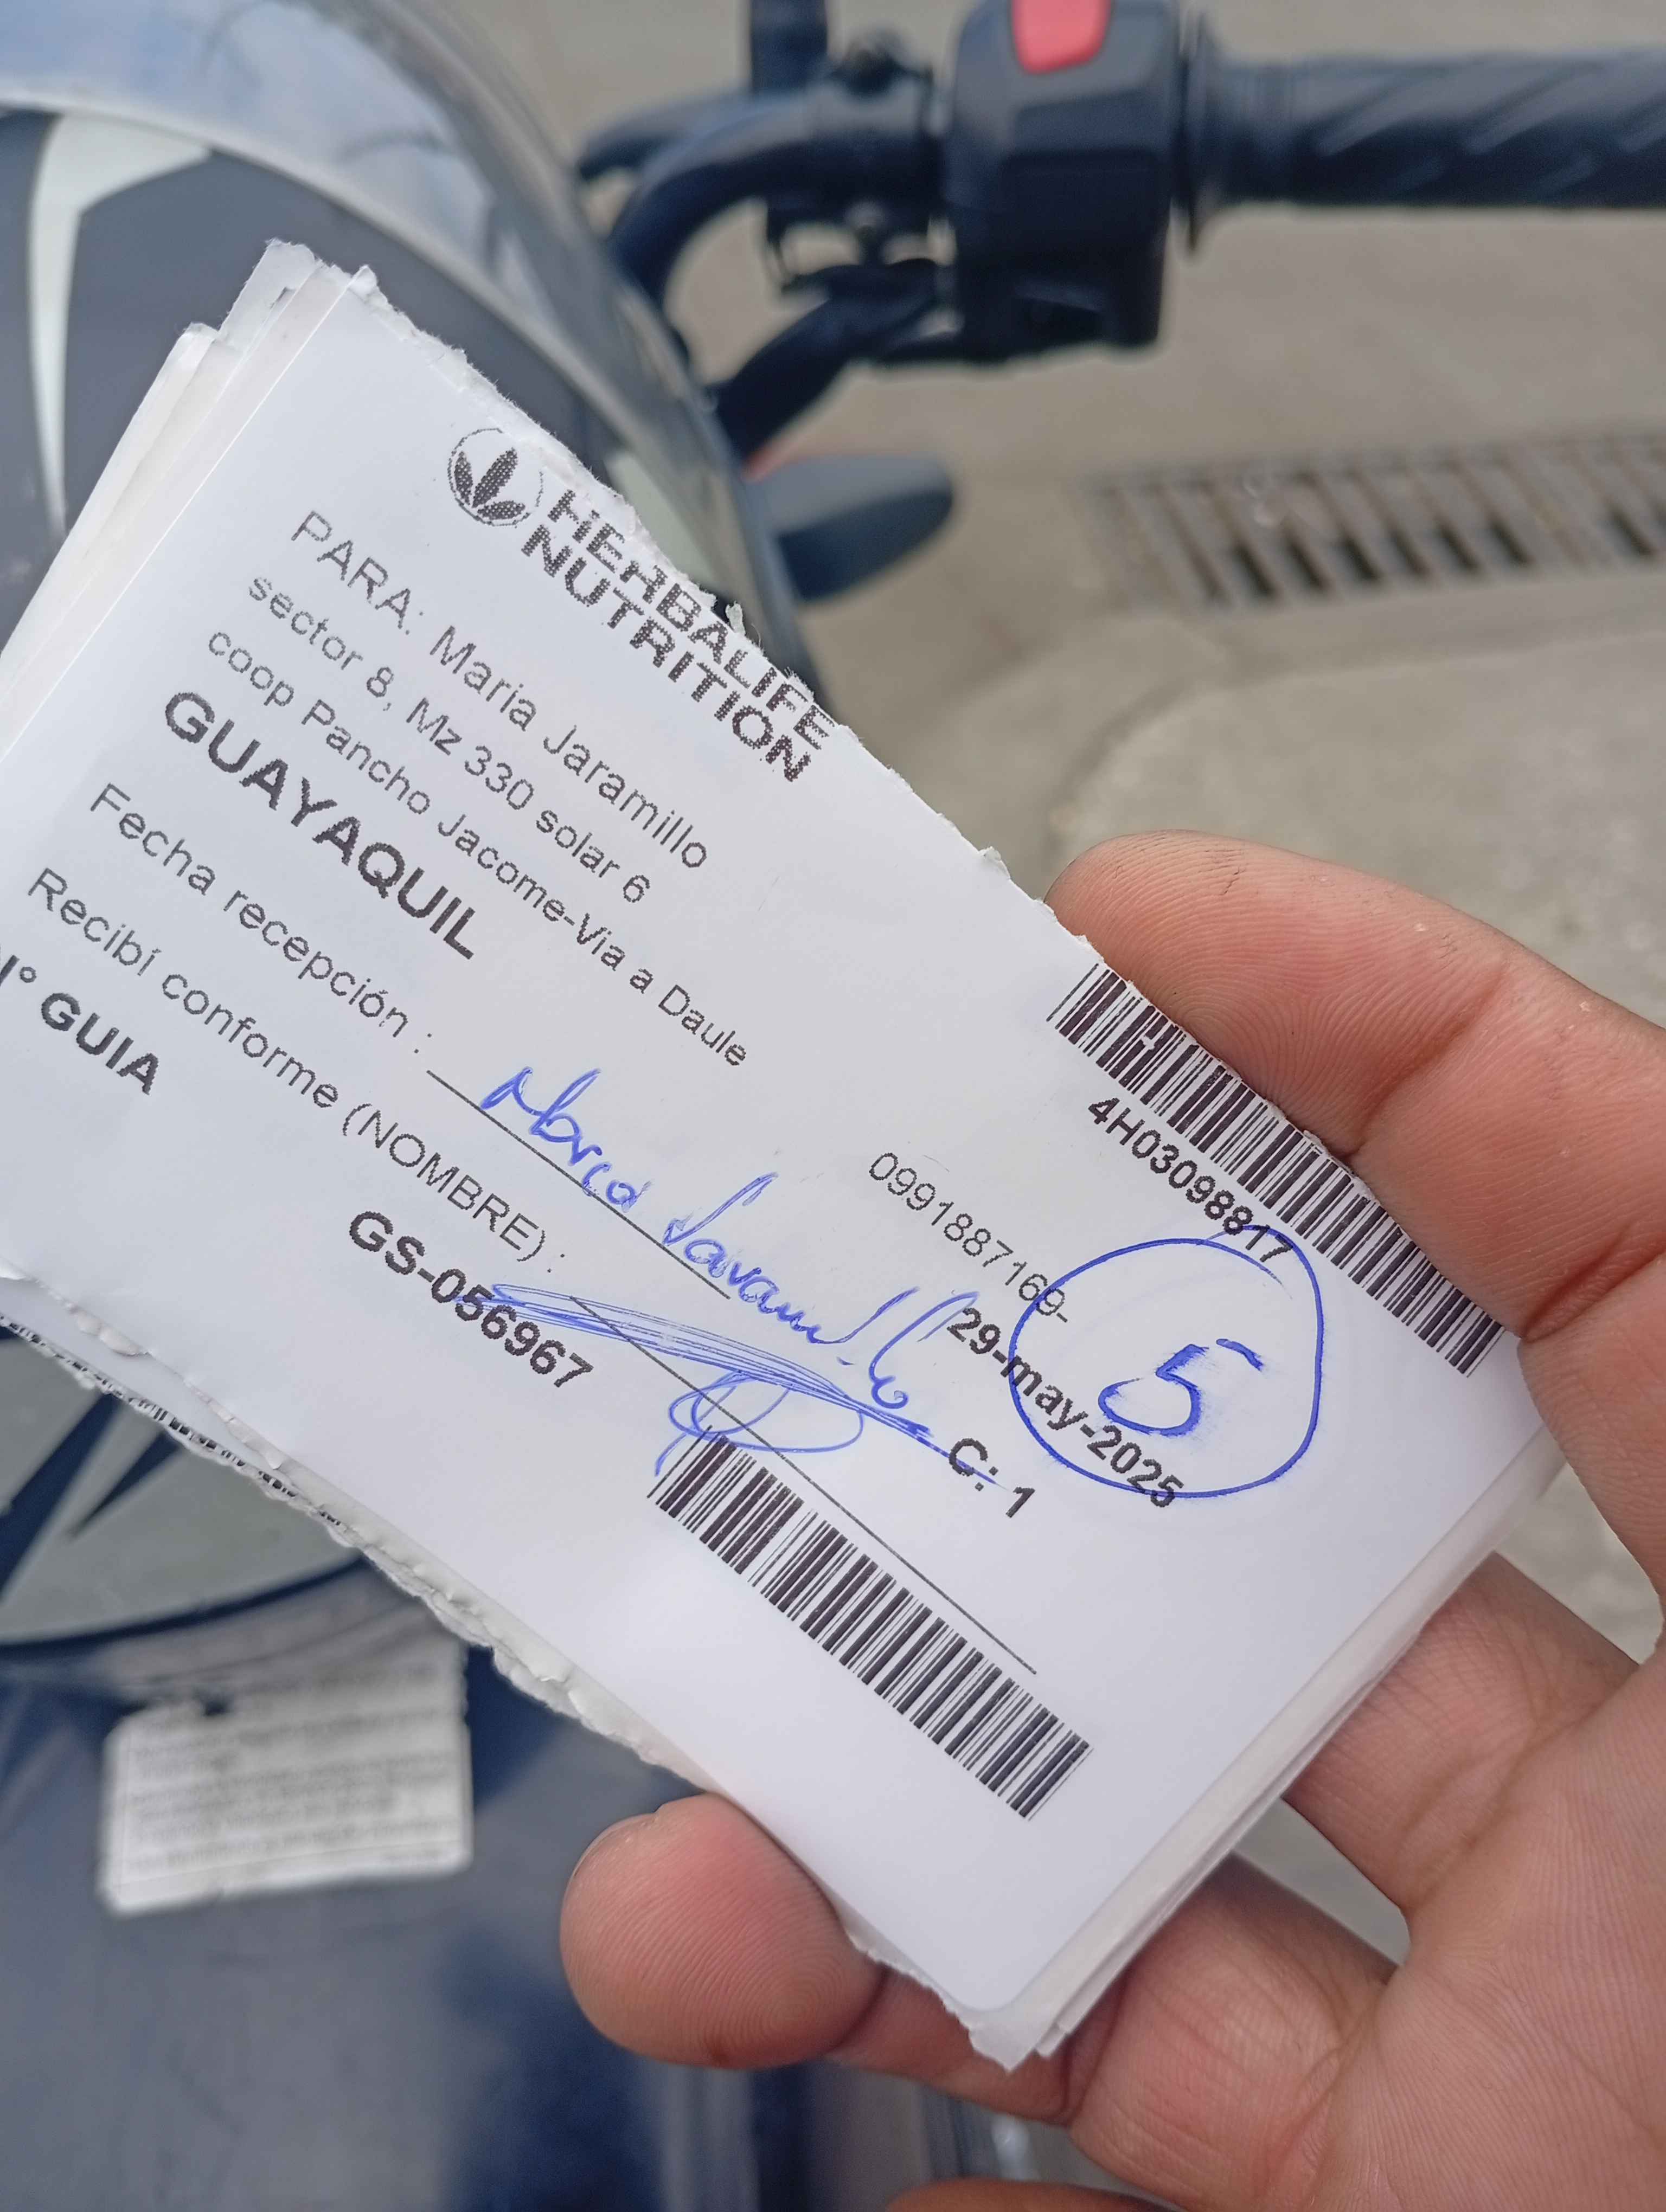 HERBALIFE
NUTRITION
4H03098817
PARA: Maria Jaramillo
sector 8, Mz 330 solar 6
coop Pancho Jacome-Via a Daule
0991887169-
5
GUAYAQUIL
29-may-2025
Fecha recepción :
Jaramillo
C: 1
Recibí conforme (NOMBRE) :
N° GUIA
GS-056967